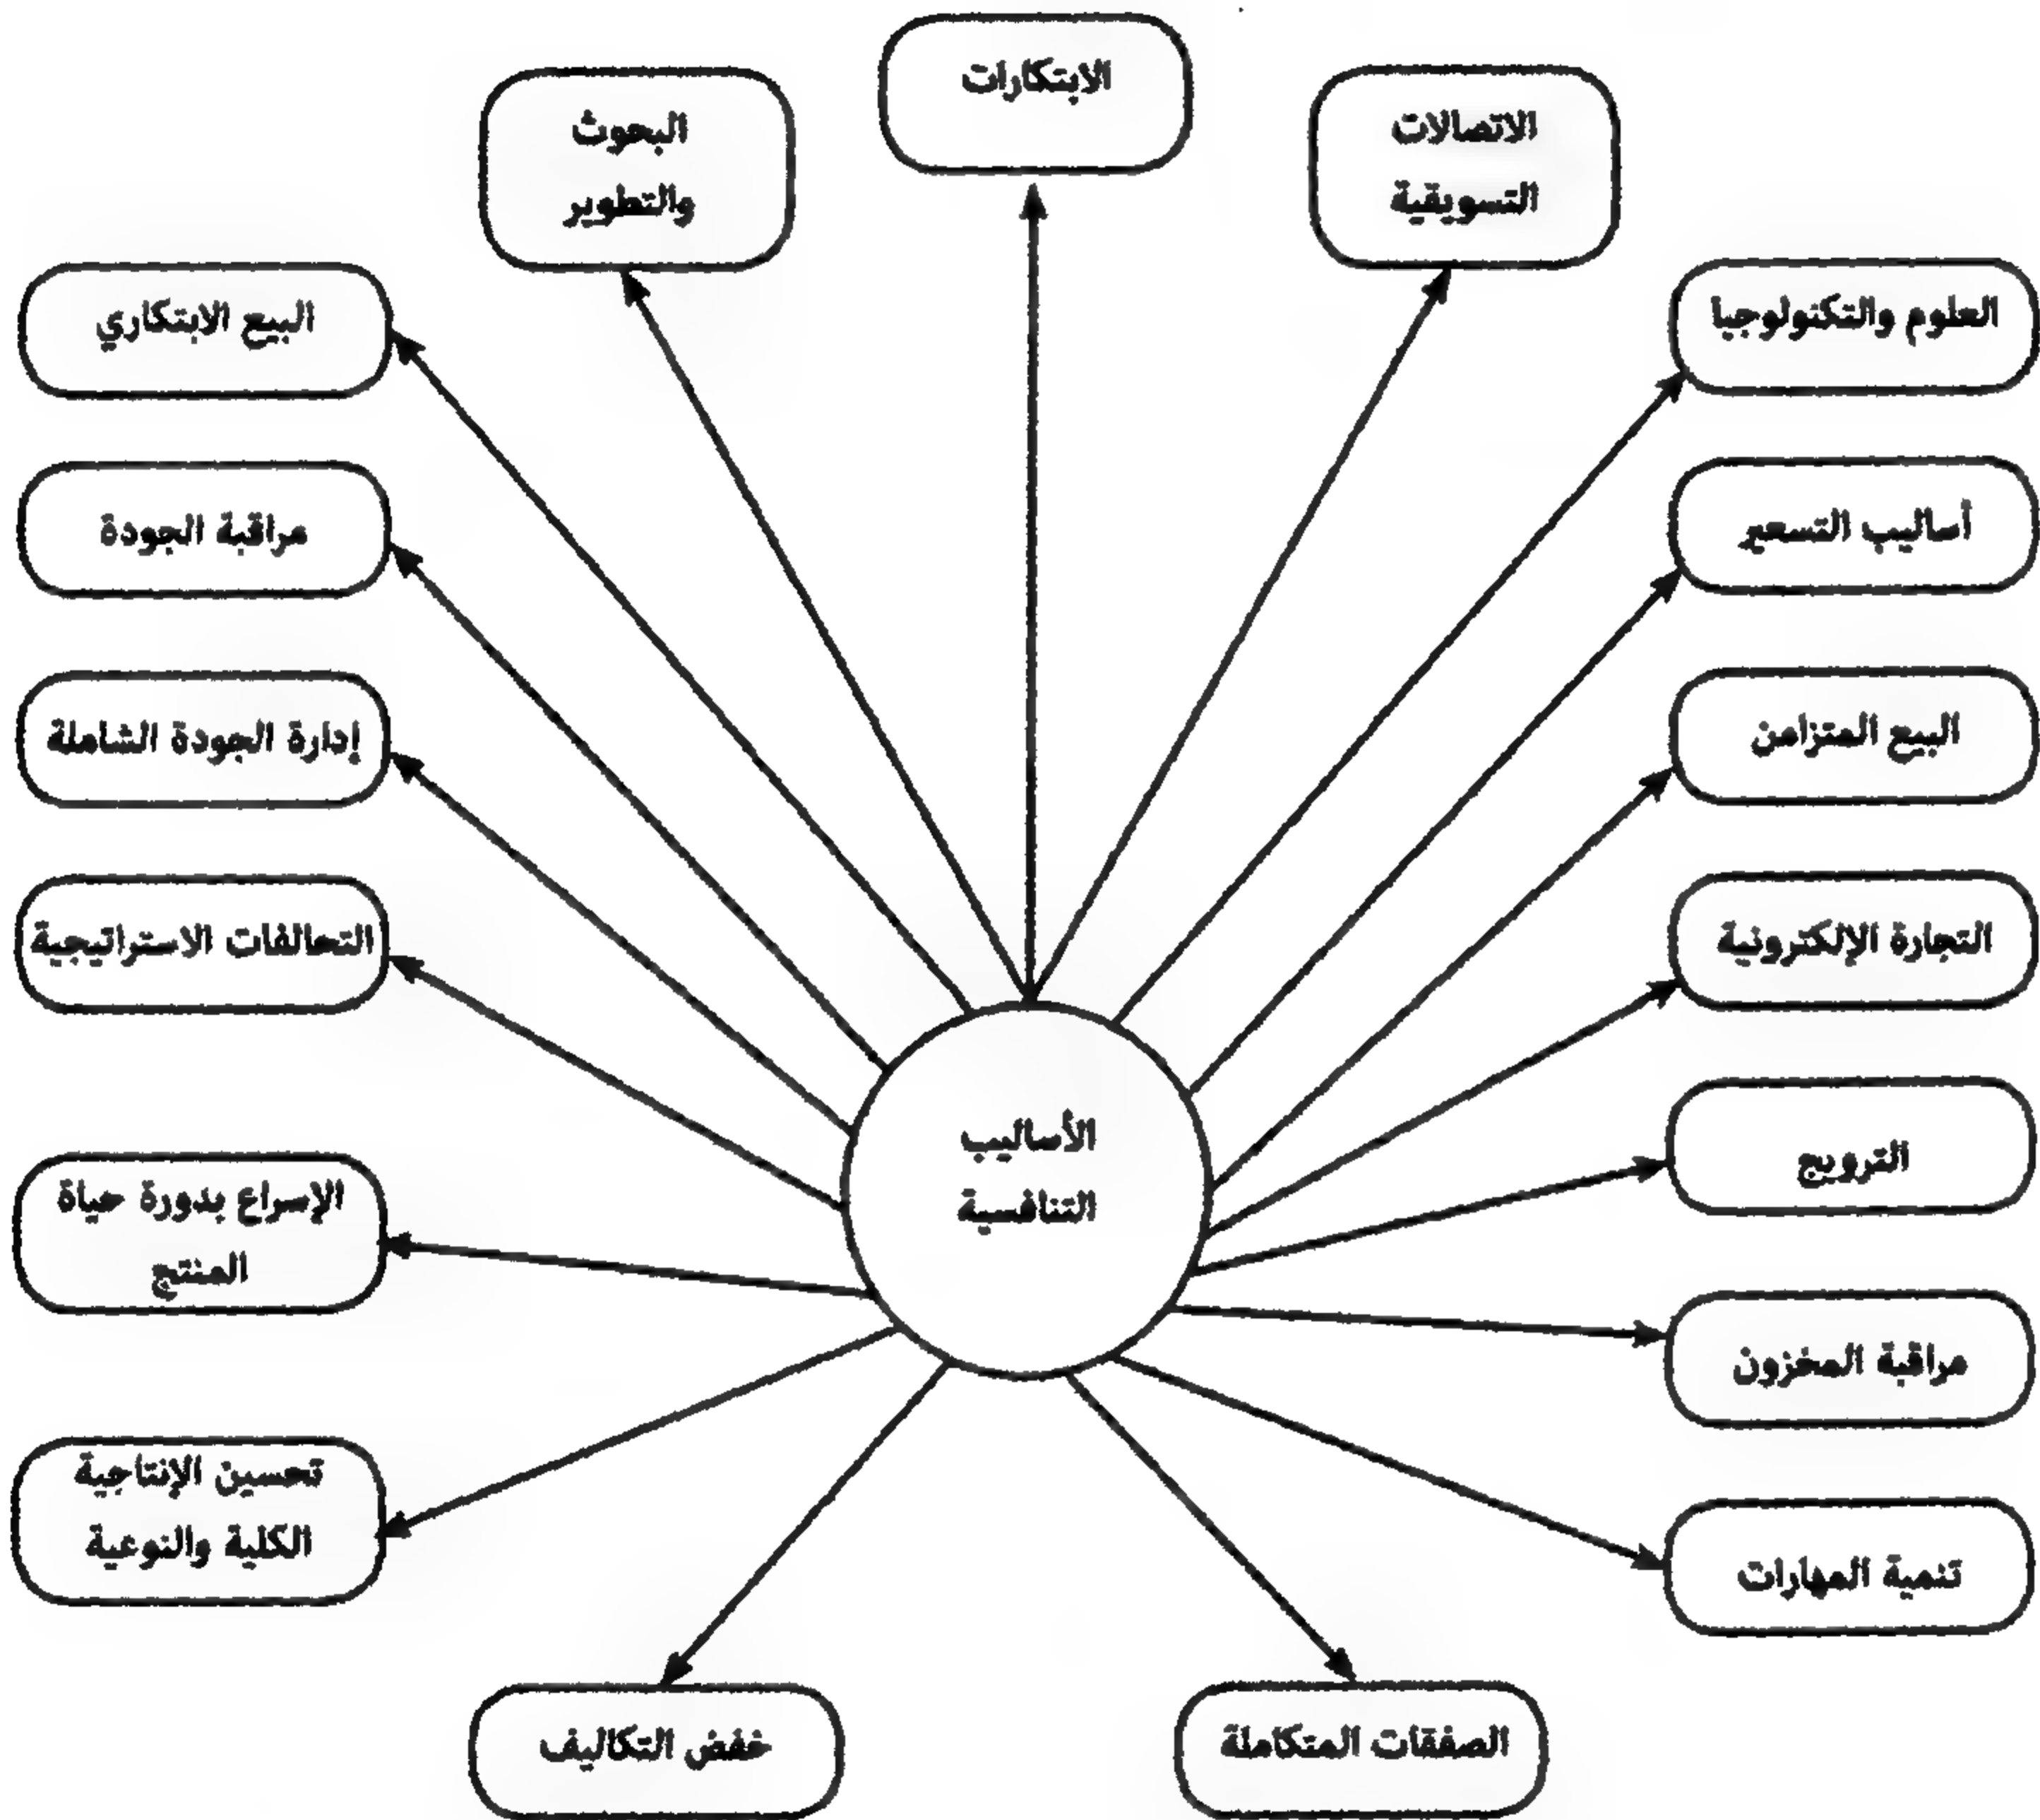 الابتكارات
الاتصالات
التسويقية
البحوث
والتطوير
العلوم والتكنولوجيا
البيع الابتكاري
أساليب التسعير
مراقبة الجودة
البيع المتزامن
إدارة الجودة الشاملة
التجارة الإلكترونية
التحالفات الاستراتيجية
الأساليب
التنافسية
الترويج
الإسراع بدورة حياة
المنتج
مراقبة المخزون
تحسين الإنتاجية
الكلية والنوعية
تنمية المهارات
الصفقات المتكاملة
خفض التكاليف